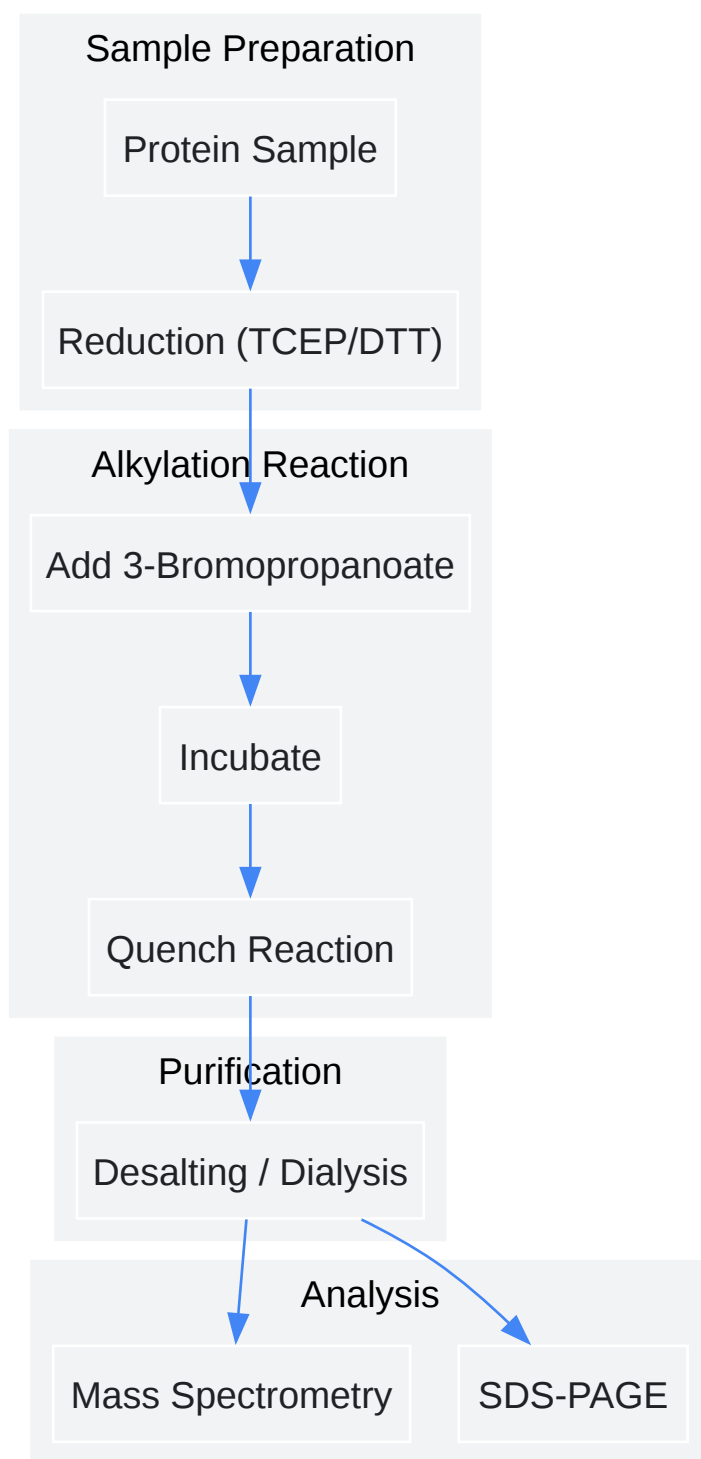 Sample Preparation
Protein Sample
Reduction (TCEP/DTT)
Alkylation Reaction
Add 3-Bromopropanoate
Incubate
Quench Reaction
Purification
Desalting / Dialysis
Analysis
Mass Spectrometry
SDS-PAGE